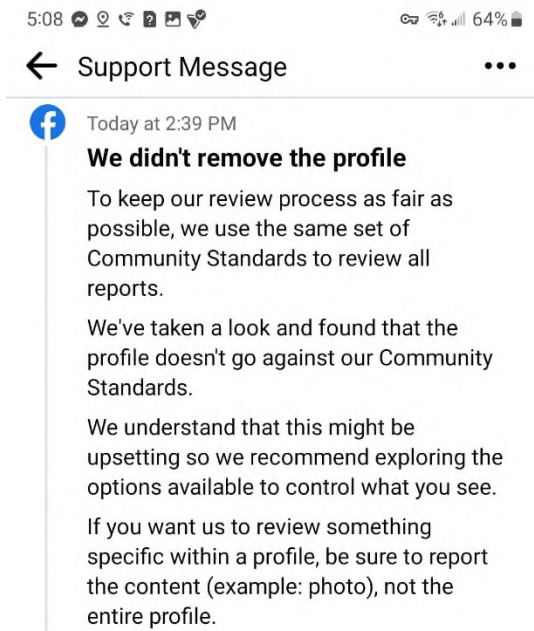 5:08 64%
Support Message
Today at 2:39 PM
We didn't remove the profile
To keep our review process as fair as
possible, we use the same set of
Community Standards to review all
reports.
We've taken a look and found that the
profile doesn't go against our Community
Standards.
We understand that this might be
upsetting so we recommend exploring the
options available to control what you see.
If you want us to review something
specific within a profile, be sure to report
the content (example: photo), not the
entire profile.